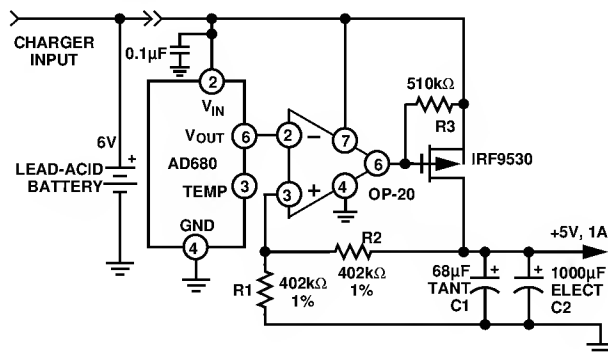 CHARGER
INPUT
0.1µF
2
V_IN
V_OUT
6
AD680
TEMP
3
GND
4
6V
+
LEAD-ACID
BATTERY
2
−
3
+
7
4
6
OP-20
510kΩ
R3
IRF9530
R2
402kΩ
1%
R1
402kΩ
1%
+5V, 1A
68µF
TANT
C1
+
+
1000µF
ELECT
C2